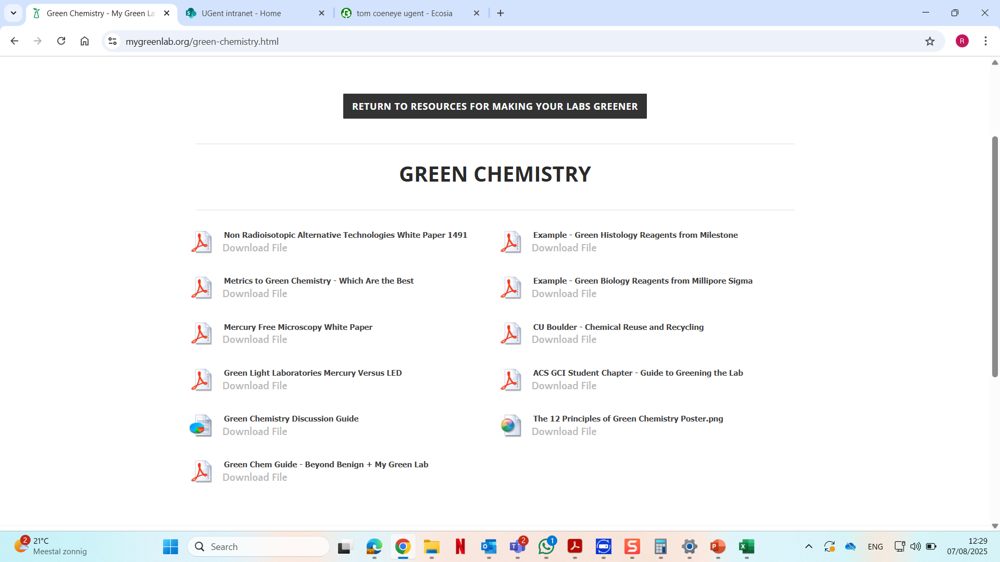 Green Chemistry - My Green La
UGent intranet - Home
tom coeneye ugent - Ecosia
mygreenlab.org/green-chemistry.html
R
RETURN TO RESOURCES FOR MAKING YOUR LABS GREENER
GREEN CHEMISTRY
Non Radioisotopic Alternative Technologies White Paper 1491
Download File
Metrics to Green Chemistry - Which Are the Best
Download File
Mercury Free Microscopy White Paper
Download File
Green Light Laboratories Mercury Versus LED
Download File
Green Chemistry Discussion Guide
Download File
Green Chem Guide - Beyond Benign + My Green Lab
Download File
Example - Green Histology Reagents from Milestone
Download File
Example - Green Biology Reagents from Millipore Sigma
Download File
CU Boulder - Chemical Reuse and Recycling
Download File
ACS GCI Student Chapter - Guide to Greening the Lab
Download File
The 12 Principles of Green Chemistry Poster.png
Download File
2
21°C
Meestal zonnig
Search
2
1
ENG
12:29
07/08/2025